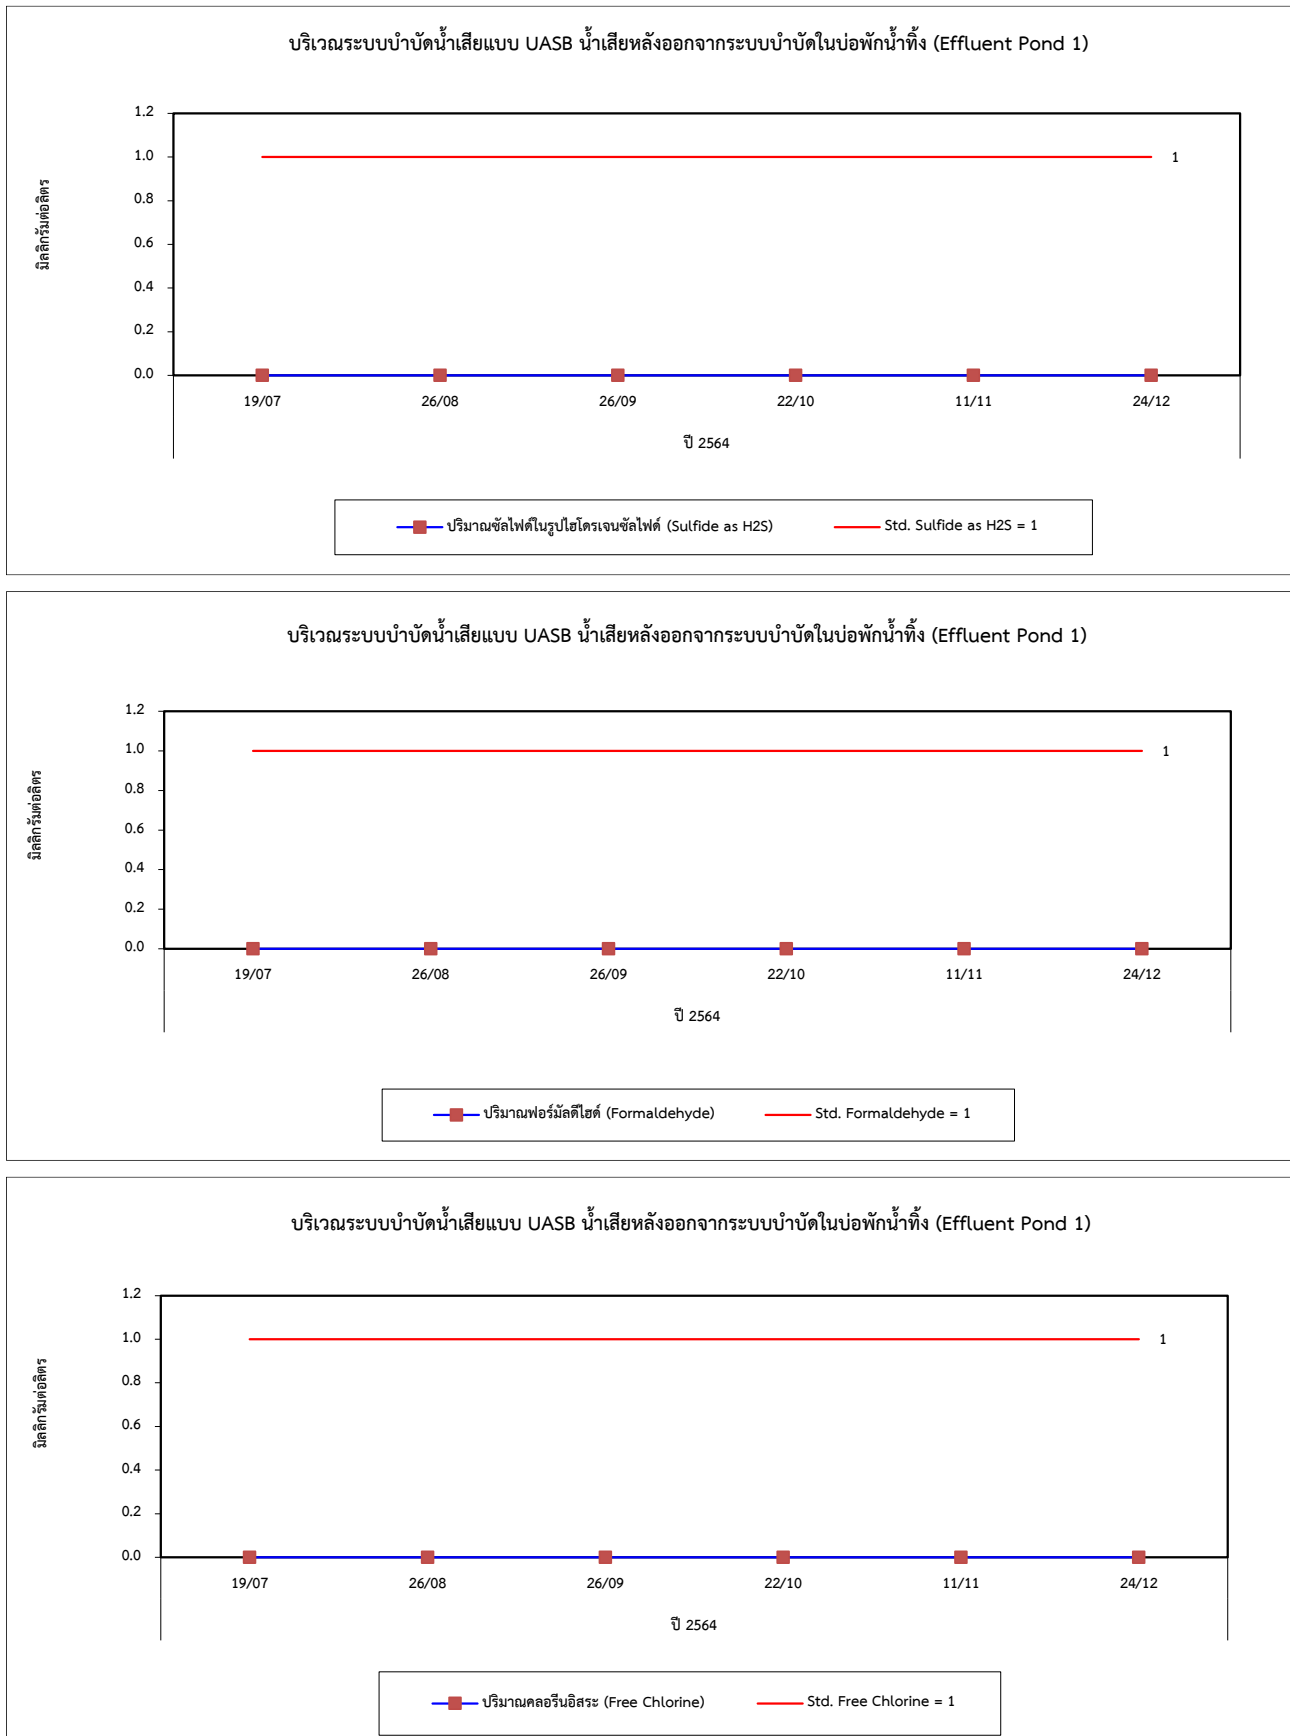 บริเวณระบบบำบัดน้ำเสียแบบ UASB น้ำเสียหลังออกจากระบบบำบัดในบ่อพักน้ำทิ้ง (Effluent Pond 1)
มิลลิกรัมต่อลิตร
1.2
1.0
0.8
0.6
0.4
0.2
0.0
1
19/07 26/08 26/09 22/10 11/11 24/12
ปี 2564
ปริมาณซัลไฟด์ในรูปไฮโดรเจนซัลไฟด์ (Sulfide as H2S) Std. Sulfide as H2S = 1
บริเวณระบบบำบัดน้ำเสียแบบ UASB น้ำเสียหลังออกจากระบบบำบัดในบ่อพักน้ำทิ้ง (Effluent Pond 1)
มิลลิกรัมต่อลิตร
1.2
1.0
0.8
0.6
0.4
0.2
0.0
1
19/07 26/08 26/09 22/10 11/11 24/12
ปี 2564
ปริมาณฟอร์มัลดีไฮด์ (Formaldehyde) Std. Formaldehyde = 1
บริเวณระบบบำบัดน้ำเสียแบบ UASB น้ำเสียหลังออกจากระบบบำบัดในบ่อพักน้ำทิ้ง (Effluent Pond 1)
มิลลิกรัมต่อลิตร
1.2
1.0
0.8
0.6
0.4
0.2
0.0
1
19/07 26/08 26/09 22/10 11/11 24/12
ปี 2564
ปริมาณคลอรีนอิสระ (Free Chlorine) Std. Free Chlorine = 1